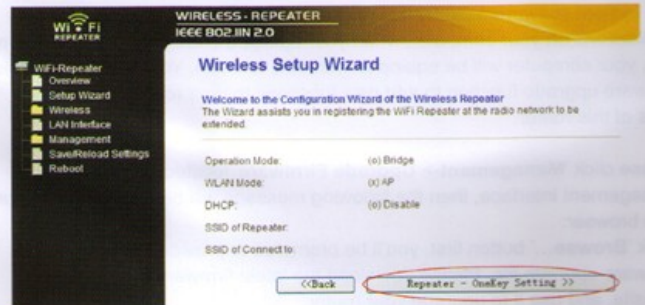 WIRELESS - REPEATER
IEEE 802.11N 2.0
Wi Fi
REPEATER
WiFi-Repeater
Overview
Setup Wizard
Wireless
LAN Interface
Management
Save/Reload Settings
Reboot
Wireless Setup Wizard
Welcome to the Configuration Wizard of the Wireless Repeater
The Wizard assists you in registering the WiFi Repeater at the radio network to be
extended.
Operation Mode: (o) Bridge
WLAN Mode: (x) AP
DHCP: (o) Disable
SSID of Repeater:
SSID of Connect to:
<<Back
Repeater - OneKey Setting >>